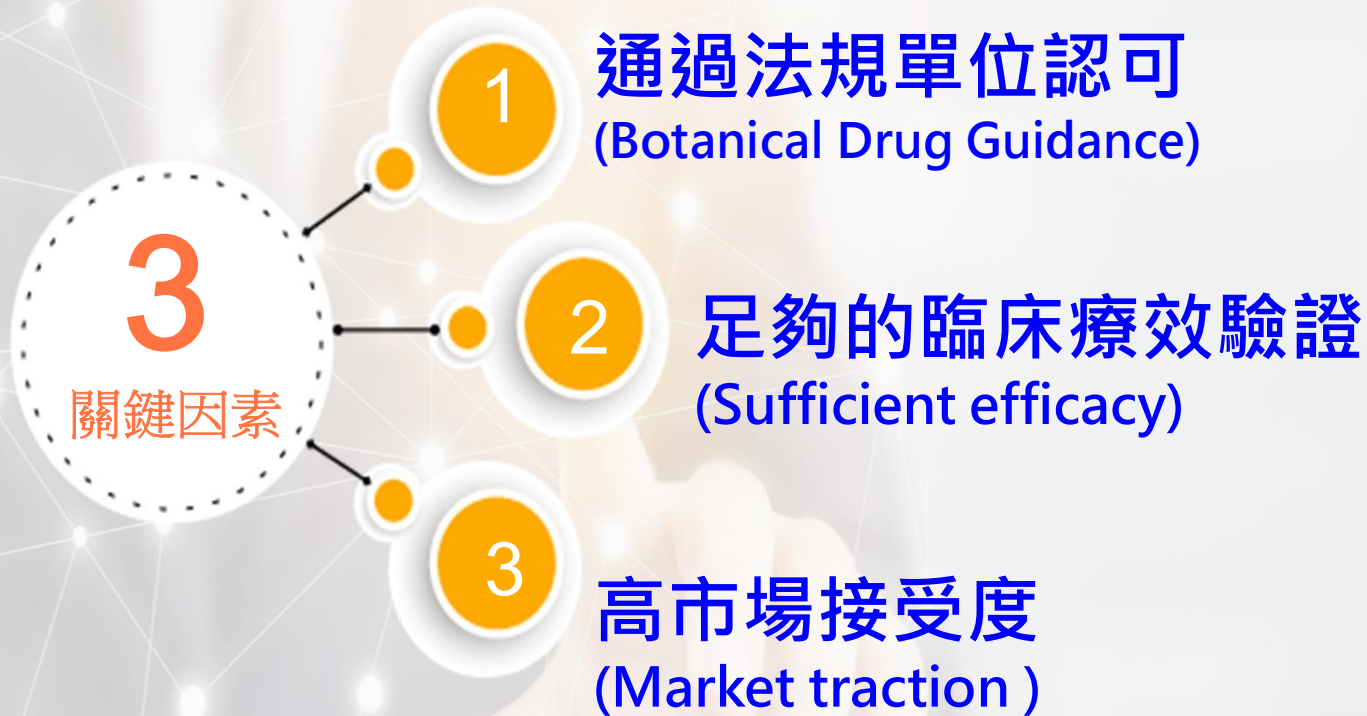 3
關鍵因素
1
通過法規單位認可
(Botanical Drug Guidance)
2
足夠的臨床療效驗證
(Sufficient efficacy)
3
高市場接受度
(Market traction )